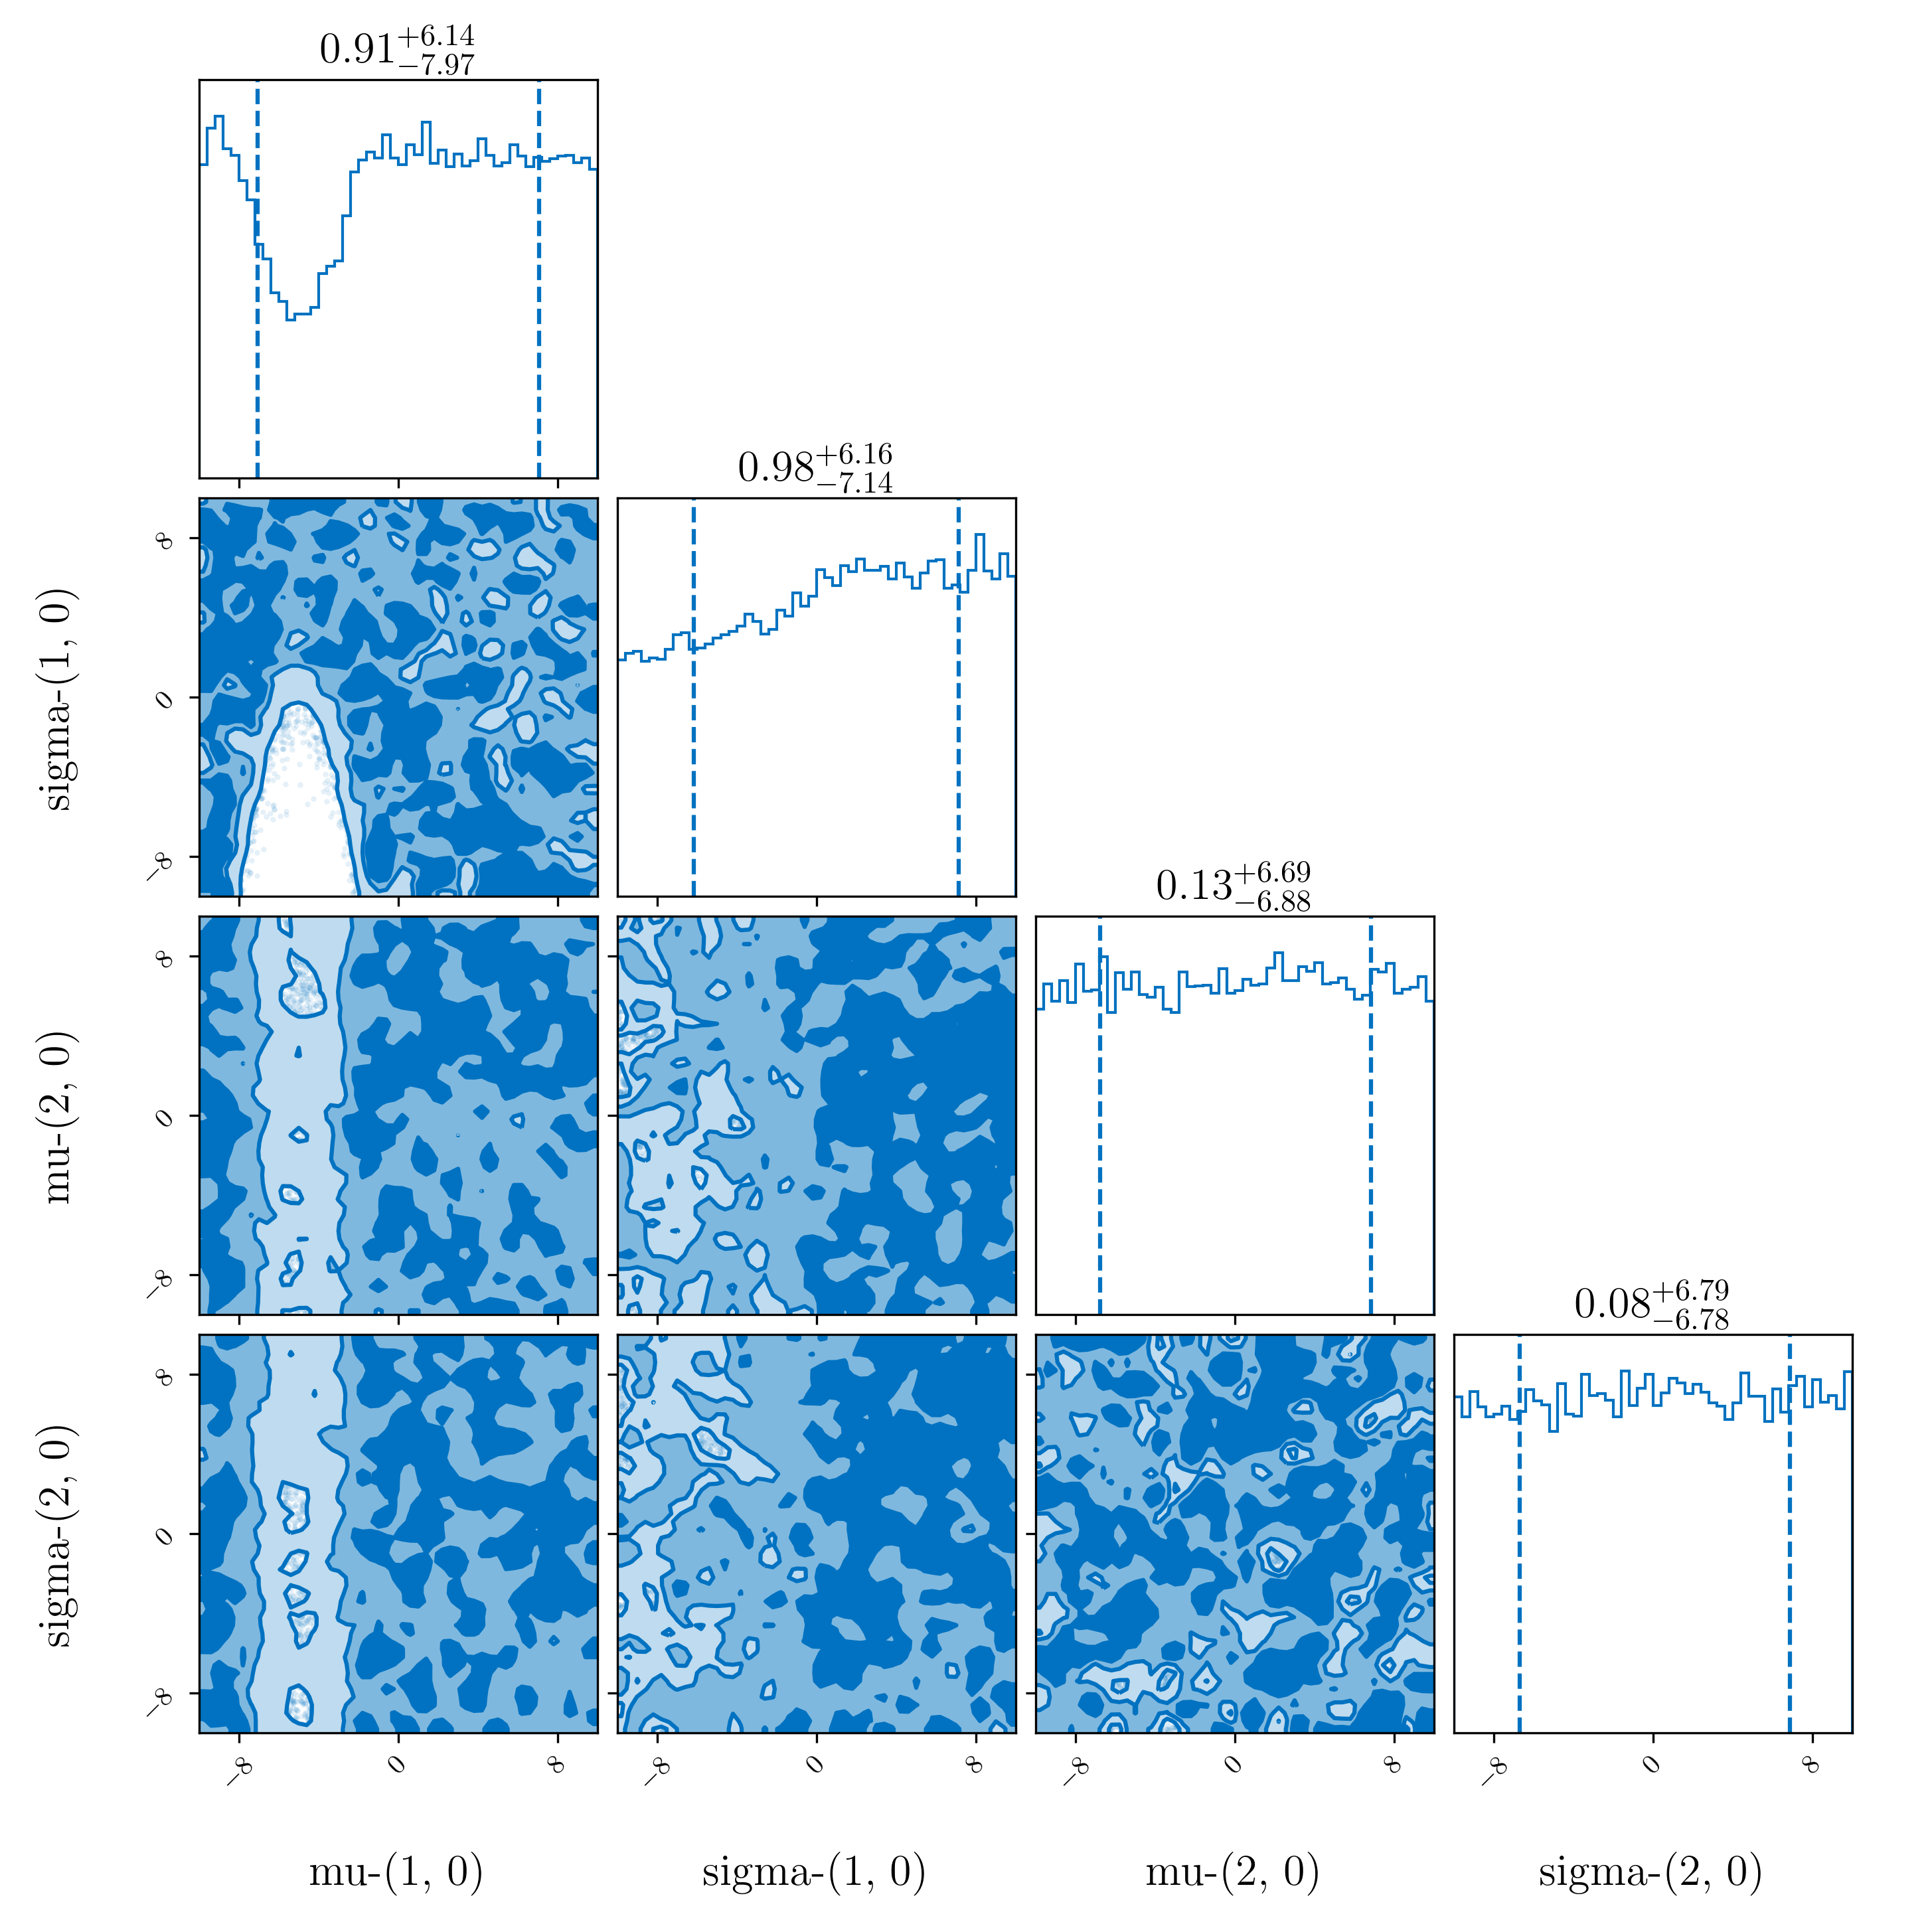 0.91+6.14−7.97
0.98+6.16−7.14
8
0
−8
sigma-(1, 0)
0.13+6.69−6.88
8
0
−8
mu-(2, 0)
0.08+6.79−6.78
8
0
−8
sigma-(2, 0)
−8 0 8 −8 0 8 −8 0 8 −8 0 8
mu-(1, 0) sigma-(1, 0) mu-(2, 0) sigma-(2, 0)